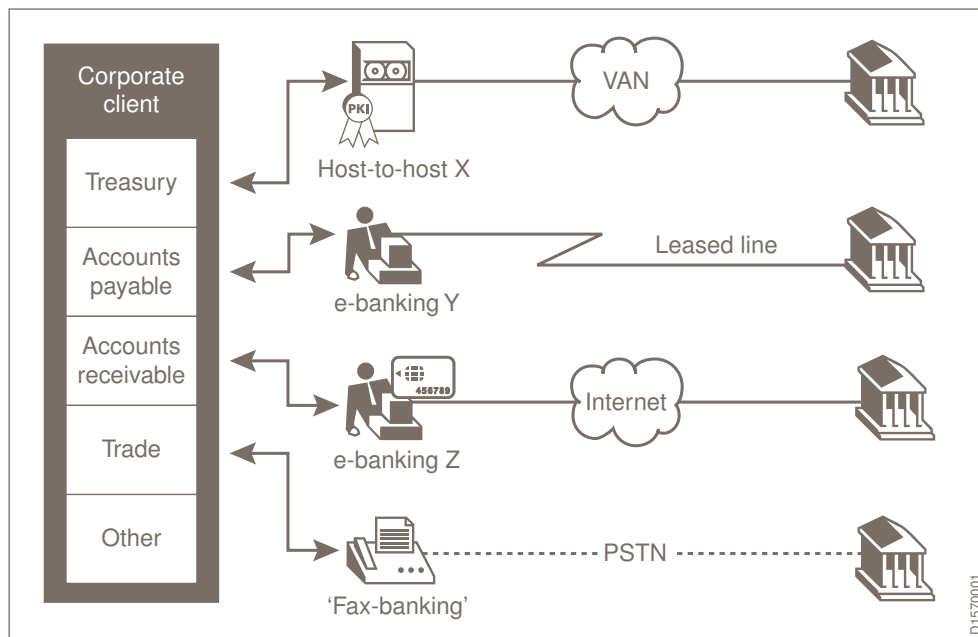 Corporate
client
Treasury
Accounts
payable
Accounts
receivable
Trade
Other
PKI
Host-to-host X
VAN
e-banking Y
Leased line
456789
e-banking Z
Internet
'Fax-banking'
PSTN
D1570001